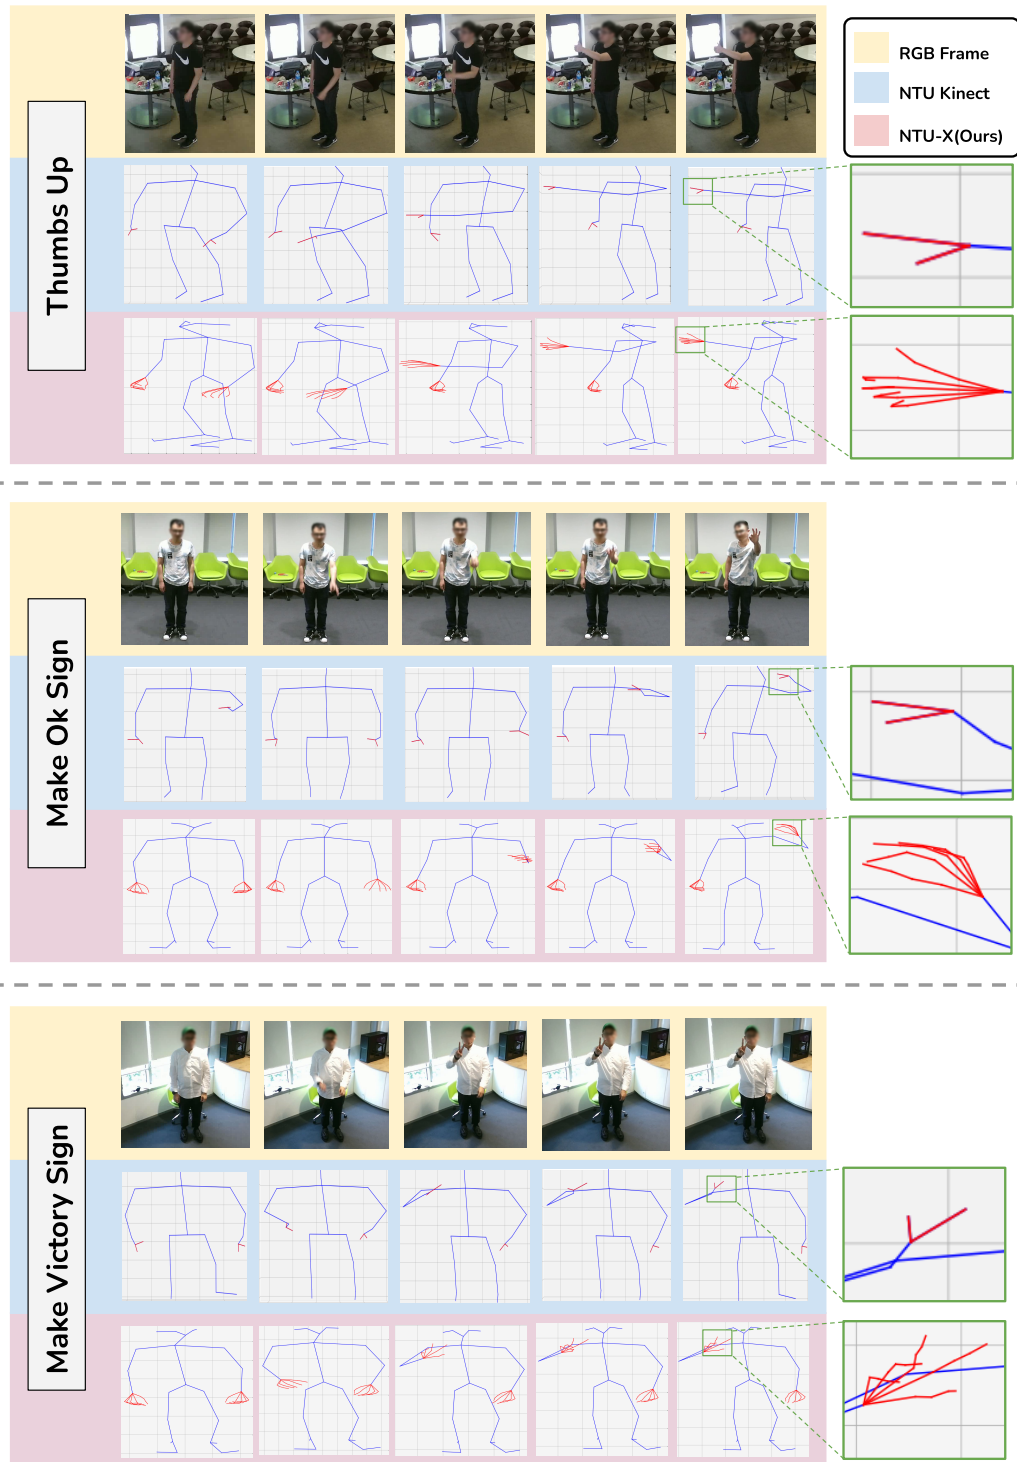 RGB Frame
NTU Kinect
NTU-X(Ours)
Thumbs Up
Make Ok Sign
Make Victory Sign